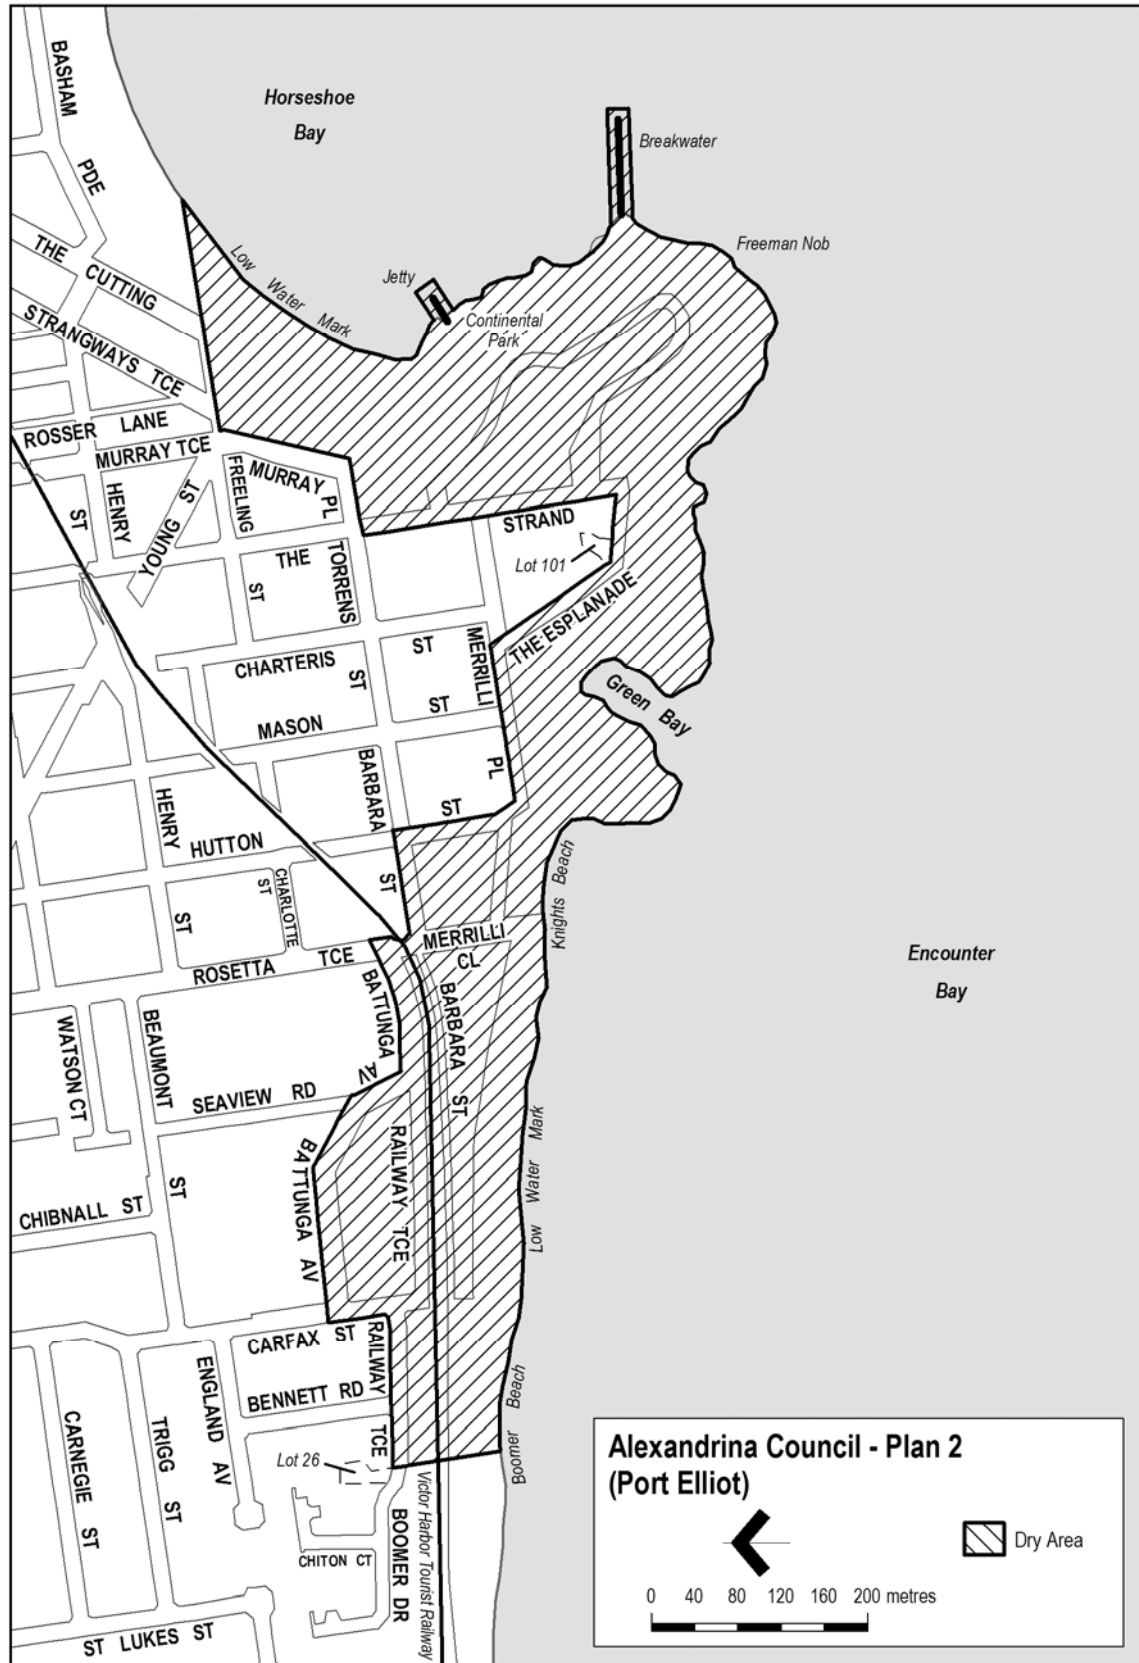 Horseshoe
Bay
BASHAM
PDE
Breakwater
Freeman Nob
THE CUTTING
Low Water Mark
Jetty
Continental
Park
STRANGWAYS TCE
ROSSER LANE
MURRAY TCE
MURRAY PL
FREELING
ST
HENRY
ST
YOUNG ST
STRAND
THE
TORRENS
ST
Lot 101
THE ESPLANADE
CHARTERIS
ST
MERRILLI
PL
MASON
ST
Green Bay
BARBARA
ST
HENRY
ST
HUTTON
ST
CHARLOTTE
ST
Knights Beach
MERRILLI
CL
Encounter
Bay
ROSETTA TCE
BATTUNGA
AV
BARBARA
ST
WATSON CT
BEAUMONT
ST
SEAVIEW RD
Low Water Mark
BATTUNGA AV
RAILWAY TCE
CHIBNALL ST
CARFAX ST
RAILWAY
TCE
ENGLAND AV
BENNETT RD
Boomer Beach
CARNEGIE ST
TRIGG ST
Lot 26
BOOMER DR
Victor Harbor Tourist Railway
CHITON CT
ST LUKES ST
Alexandrina Council - Plan 2
(Port Elliot)
Dry Area
0 40 80 120 160 200 metres